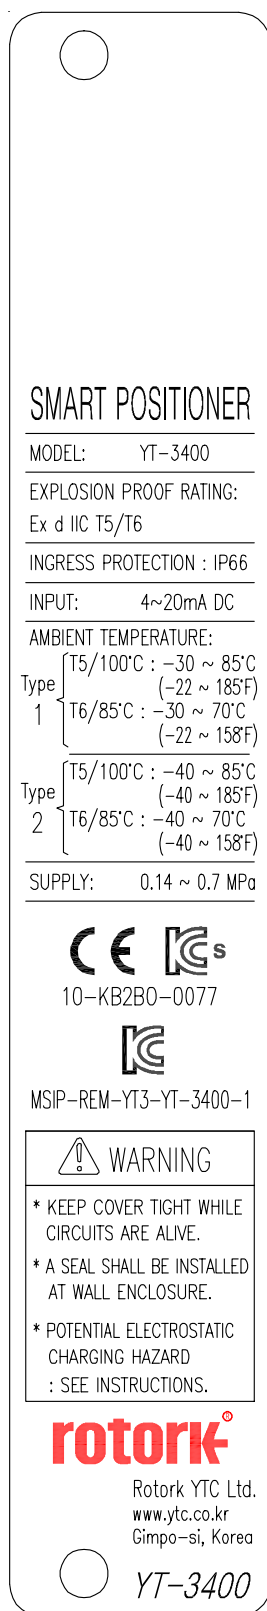 SMART POSITIONER
MODEL: YT-3400
EXPLOSION PROOF RATING:
Ex d IIC T5/T6
INGRESS PROTECTION : IP66
INPUT: 4~20mA DC
AMBIENT TEMPERATURE:
Type 1
T5/100°C : -30 ~ 85°C
(-22 ~ 185°F)
T6/85°C : -30 ~ 70°C
(-22 ~ 158°F)
Type 2
T5/100°C : -40 ~ 85°C
(-40 ~ 185°F)
T6/85°C : -40 ~ 70°C
(-40 ~ 158°F)
SUPPLY: 0.14 ~ 0.7 MPa
CE KC s
10-KB2BO-0077
KC
MSIP-REM-YT3-YT-3400-1
WARNING
* KEEP COVER TIGHT WHILE
CIRCUITS ARE ALIVE.
* A SEAL SHALL BE INSTALLED
AT WALL ENCLOSURE.
* POTENTIAL ELECTROSTATIC
CHARGING HAZARD
: SEE INSTRUCTIONS.
rotork®
Rotork YTC Ltd.
www.ytc.co.kr
Gimpo-si, Korea
YT-3400